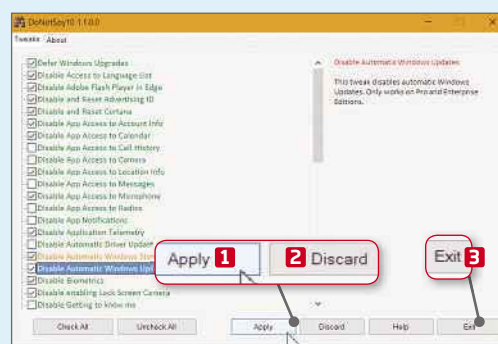 DoNotSpy10 1.1.0.0
Tweaks About
Defer Windows Upgrades
Disable Access to Language List
Disable Adobe Flash Player in Edge
Disable and Reset Advertising ID
Disable and Reset Cortana
Disable App Access to Account Info
Disable App Access to Calendar
Disable App Access to Call History
Disable App Access to Camera
Disable App Access to Location Info
Disable App Access to Messages
Disable App Access to Microphone
Disable App Access to Radios
Disable App Notifications
Disable Application Telemetry
Disable Automatic Driver Updat
Disable Automatic Windows
Disable Automatic Windows Upd
Disable Biometrics
Disable enabling Lock Screen Camera
Disable Getting to know me
Disable Automatic Windows Updates
This tweak disables automatic Windows
Updates. Only works on Pro and Enterprise
Editions.
Apply 1 2 Discard Exit 3
Check All Uncheck All Apply Discard Help Exit